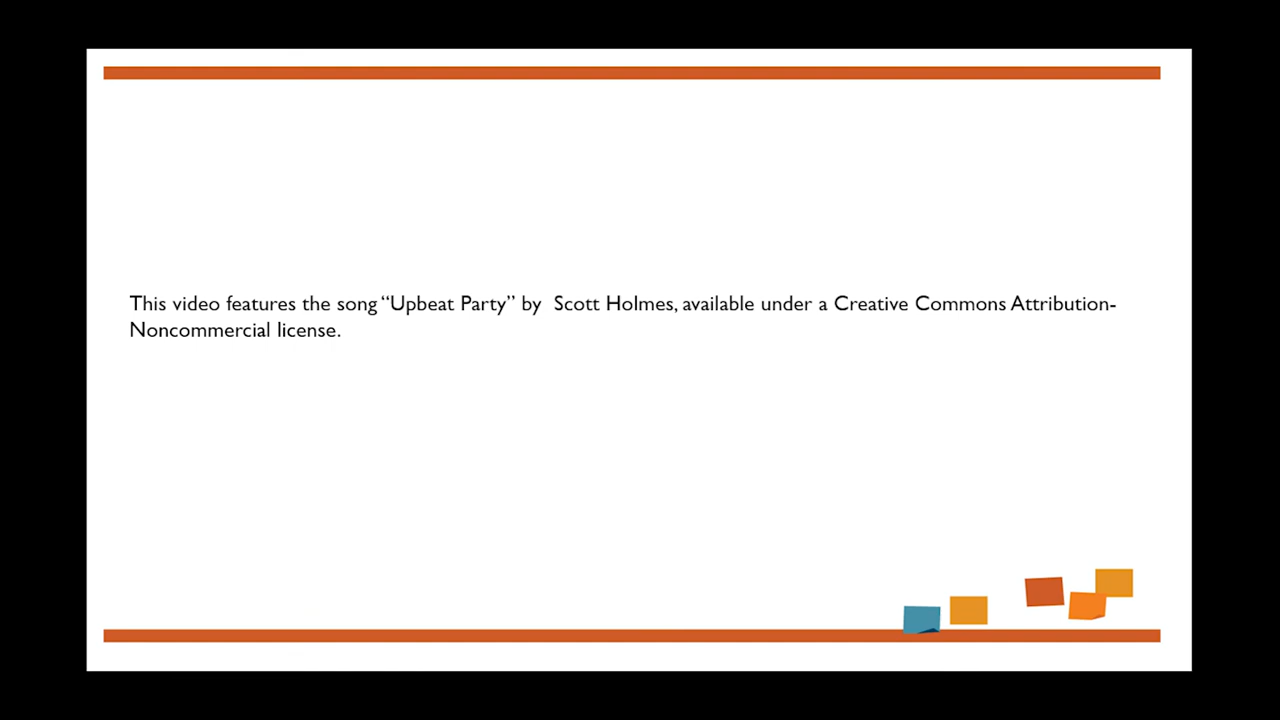 This video features the song “Upbeat Party” by  Scott Holmes, available under a Creative Commons Attribution-
Noncommercial license.